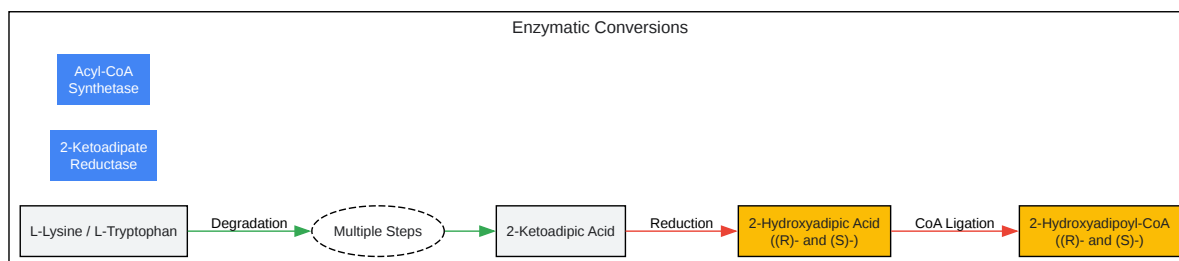 Enzymatic Conversions
Acyl-CoA
Synthetase
2-Ketoadipate
Reductase
L-Lysine / L-Tryptophan
Degradation
Multiple Steps
2-Ketoadipic Acid
Reduction
2-Hydroxyadipic Acid
((R)- and (S)-)
CoA Ligation
2-Hydroxyadipoyl-CoA
((R)- and (S)-)